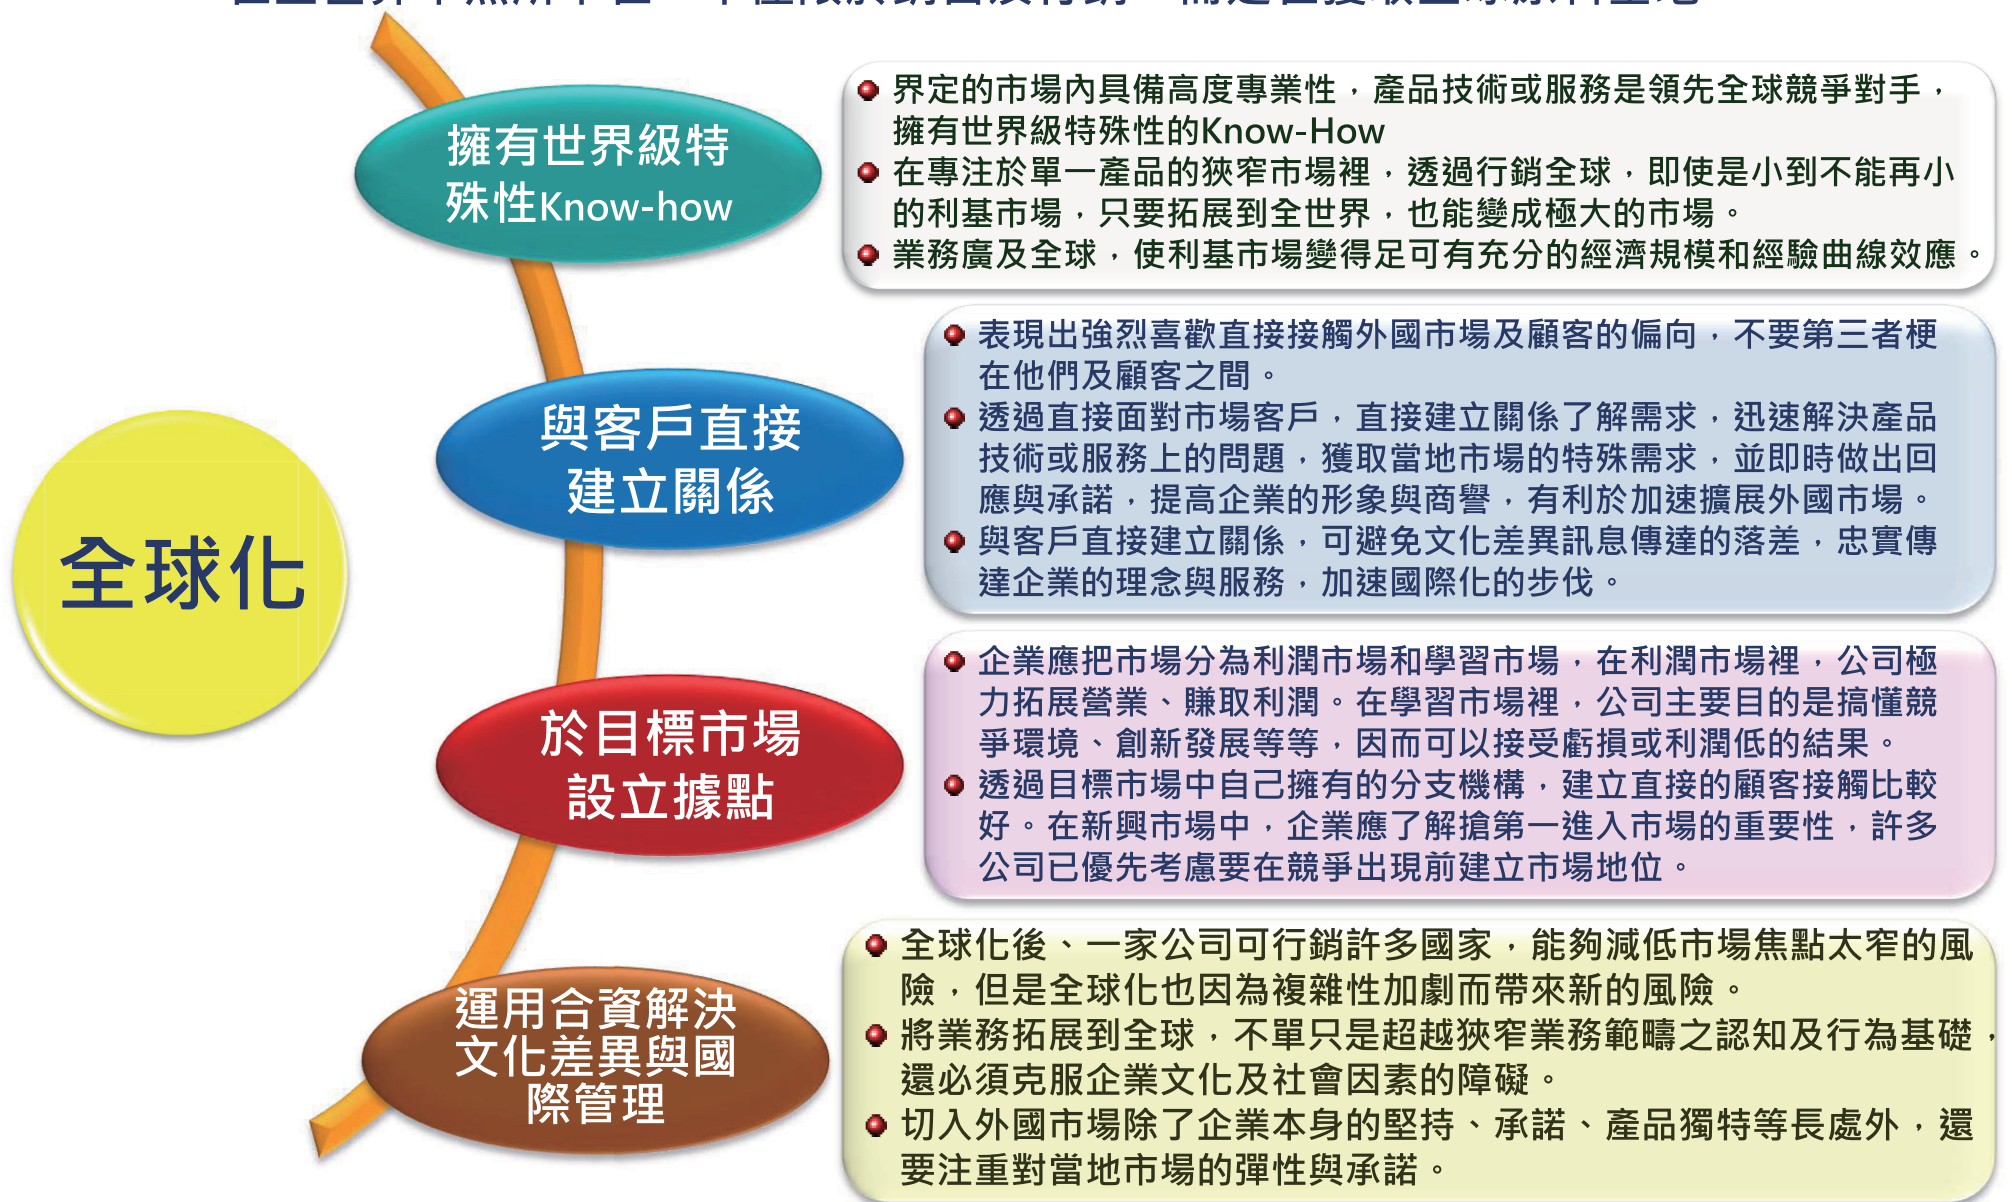 全球化
擁有世界級特
殊性Know-how
界定的市場內具備高度專業性，產品技術或服務是領先全球競爭對手，
擁有世界級特殊性的Know-How
在專注於單一產品的狹窄市場裡，透過行銷全球，即使是小到不能再小
的利基市場，只要拓展到全世界，也能變成極大的市場。
業務廣及全球，使利基市場變得足可有充分的經濟規模和經驗曲線效應。
與客戶直接
建立關係
表現出強烈喜歡直接接觸外國市場及顧客的偏向，不要第三者梗
在他們及顧客之間。
透過直接面對市場客戶，直接建立關係了解需求，迅速解決產品
技術或服務上的問題，獲取當地市場的特殊需求，並即時做出回
應與承諾，提高企業的形象與商譽，有利於加速擴展外國市場。
與客戶直接建立關係，可避免文化差異訊息傳達的落差，忠實傳
達企業的理念與服務，加速國際化的步伐。
於目標市場
設立據點
企業應把市場分為利潤市場和學習市場，在利潤市場裡，公司極
力拓展營業、賺取利潤。在學習市場裡，公司主要目的是搞懂競
爭環境、創新發展等等，因而可以接受虧損或利潤低的結果。
透過目標市場中自己擁有的分支機構，建立直接的顧客接觸比較
好。在新興市場中，企業應了解搶第一進入市場的重要性，許多
公司已優先考慮要在競爭出現前建立市場地位。
運用合資解決
文化差異與國
際管理
全球化後、一家公司可行銷許多國家，能夠減低市場焦點太窄的風
險，但是全球化也因為複雜性加劇而帶來新的風險。
將業務拓展到全球，不單只是超越狹窄業務範疇之認知及行為基礎，
還必須克服企業文化及社會因素的障礙。
切入外國市場除了企業本身的堅持、承諾、產品獨特等長處外，還
要注重對當地市場的彈性與承諾。